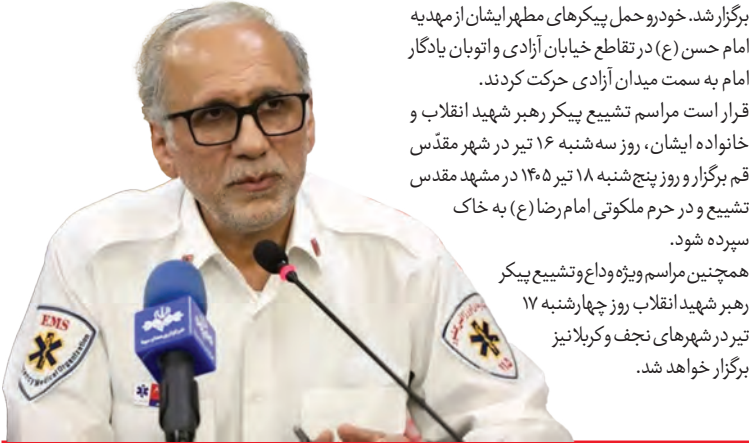 برگزار شد. خودرو حمل پیکرهای مطهر ایشان از مهدیه
امام حسن (ع) در تقاطع خیابان آزادی و اتوبان یادگار
امام به سمت میدان آزادی حرکت کردند.
قرار است مراسم تشییع پیکر رهبر شهید انقلاب و
خانواده ایشان، روز سه‌شنبه ۱۶ تیر در شهر مقدّس
قم برگزار و روز پنج‌شنبه ۱۸ تیر ۱۴۰۵ در مشهد مقدس
تشییع و در حرم ملکوتی امام رضا (ع) به خاک
سپرده شود.
همچنین مراسم ویژه وداع و تشییع پیکر
رهبر شهید انقلاب روز چهارشنبه ۱۷
تیر در شهرهای نجف و کربلا نیز
برگزار خواهد شد.
EMS
Medical Organization
۱۱۵